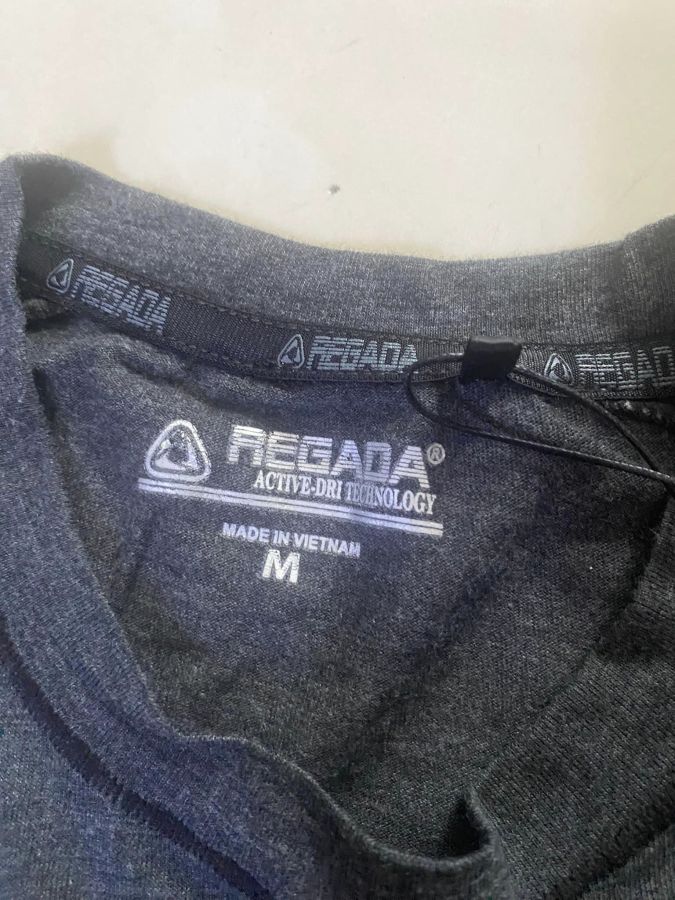 REGADA REGADA REGADA
REGADA®
ACTIVE-DRI TECHNOLOGY
MADE IN VIETNAM
M